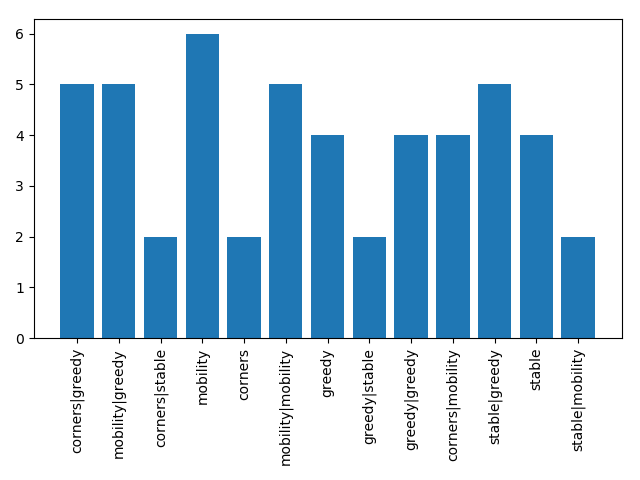 6
5
4
3
2
1
0
corners|greedy
mobility|greedy
corners|stable
mobility
corners
mobility|mobility
greedy
greedy|stable
greedy|greedy
corners|mobility
stable|greedy
stable
stable|mobility